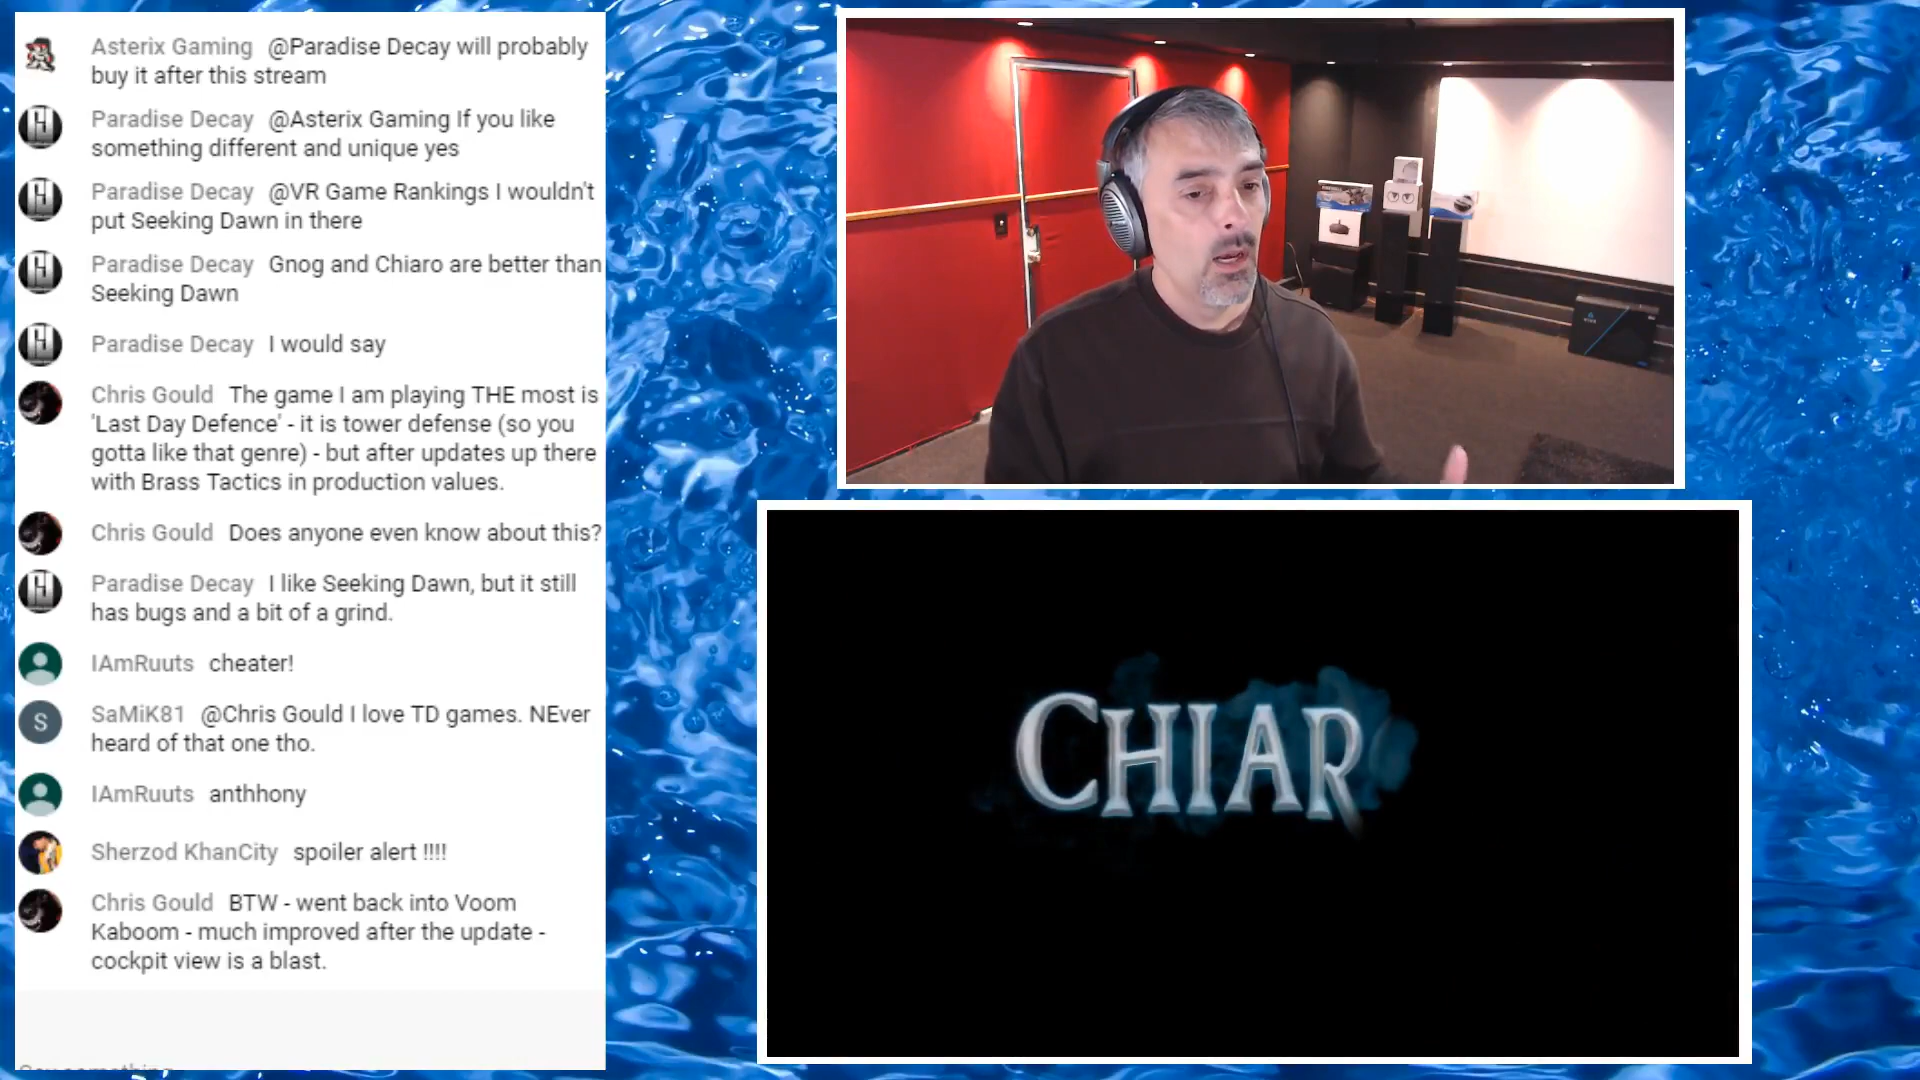 Asterix Gaming @Paradise Decay will probably
buy it after this stream
Paradise Decay @Asterix Gaming If you like
something different and unique yes
Paradise Decay @VR Game Rankings I wouldn't
put Seeking Dawn in there
Paradise Decay Gnog and Chiaro are better than
Seeking Dawn
Paradise Decay I would say
Chris Gould The game I am playing THE most is
'Last Day Defence' - it is tower defense (so you
gotta like that genre) - but after updates up there
with Brass Tactics in production values.
Chris Gould Does anyone even know about this?
Paradise Decay I like Seeking Dawn, but it still
has bugs and a bit of a grind.
IAmRuuts cheater!
S
SaMiK81 @Chris Gould I love TD games. NEver
heard of that one tho.
IAmRuuts anthhony
Sherzod KhanCity spoiler alert !!!!
Chris Gould BTW - went back into Voom
Kaboom - much improved after the update -
cockpit view is a blast.
CHIAR